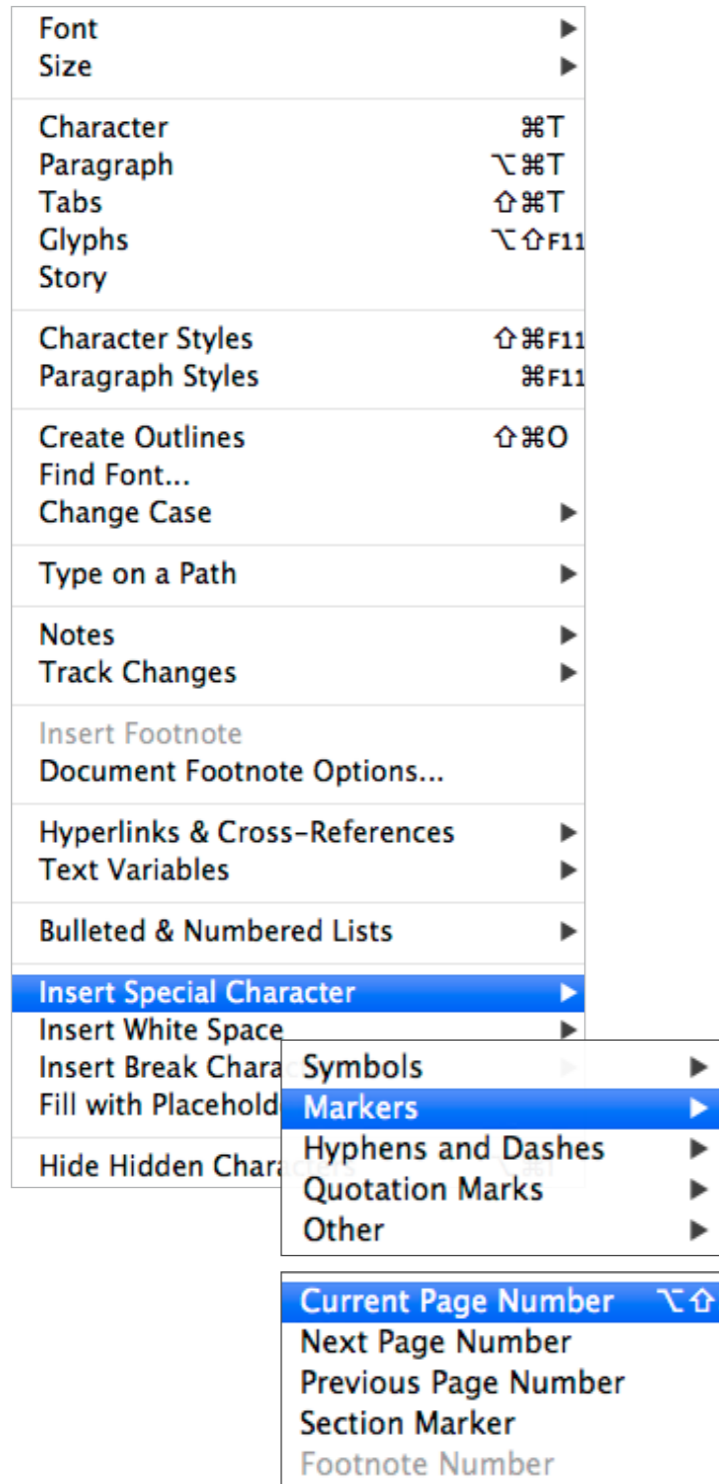 Font ▶
Size ▶
Character ⌘T
Paragraph ⌥⌘T
Tabs ⇧⌘T
Glyphs ⌥⇧F11
Story
Character Styles ⇧⌘F11
Paragraph Styles ⌘F11
Create Outlines ⇧⌘O
Find Font...
Change Case ▶
Type on a Path ▶
Notes ▶
Track Changes ▶
Insert Footnote
Document Footnote Options...
Hyperlinks & Cross-References ▶
Text Variables ▶
Bulleted & Numbered Lists ▶
Insert Special Character ▶
Insert White Space ▶
Insert Break Charac
Fill with Placehold
Hide Hidden Characters ⌥⌘I
Symbols ▶
Markers ▶
Hyphens and Dashes ▶
Quotation Marks ▶
Other ▶
Current Page Number ⌥⇧
Next Page Number
Previous Page Number
Section Marker
Footnote Number